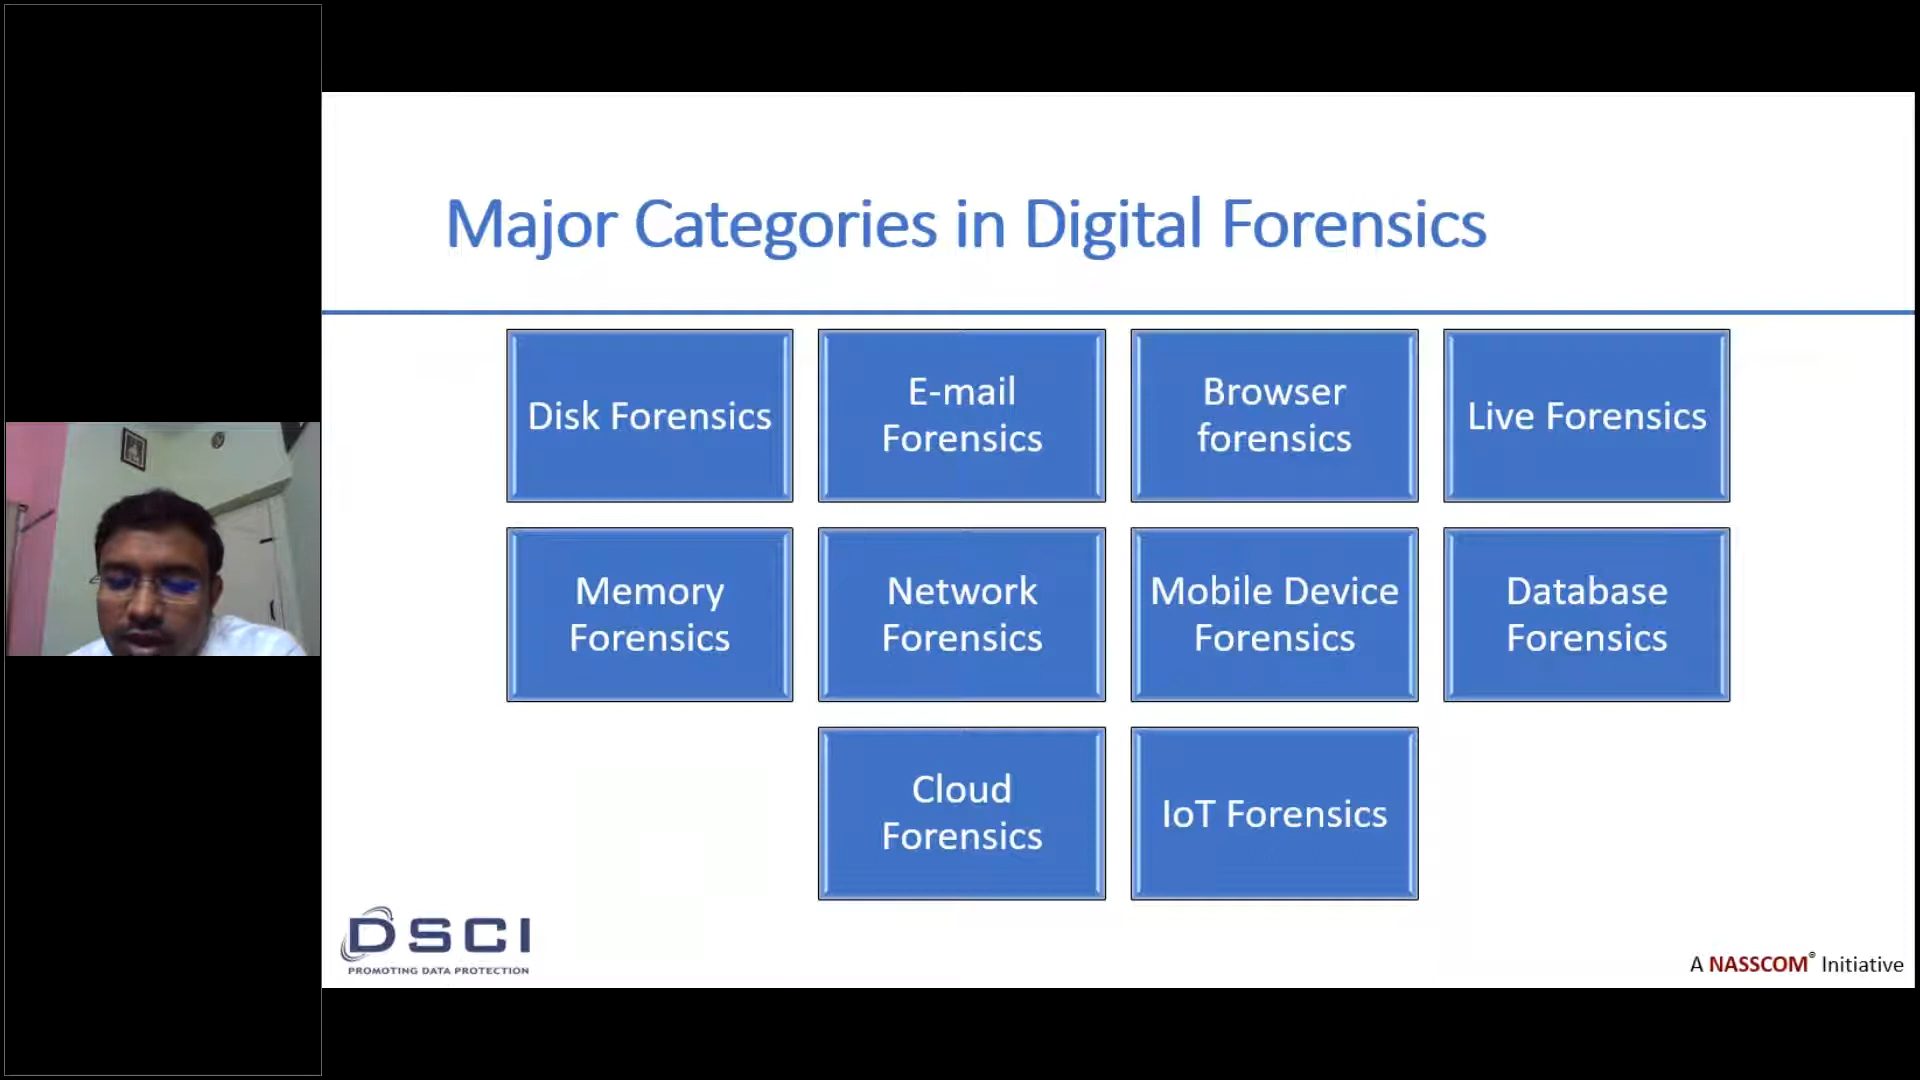 Major Categories in Digital Forensics
Disk Forensics
E-mail
Forensics
Browser
forensics
Live Forensics
Memory
Forensics
Network
Forensics
Mobile Device
Forensics
Database
Forensics
Cloud
Forensics
IoT Forensics
DSCI
PROMOTING DATA PROTECTION
A NASSCOM® Initiative